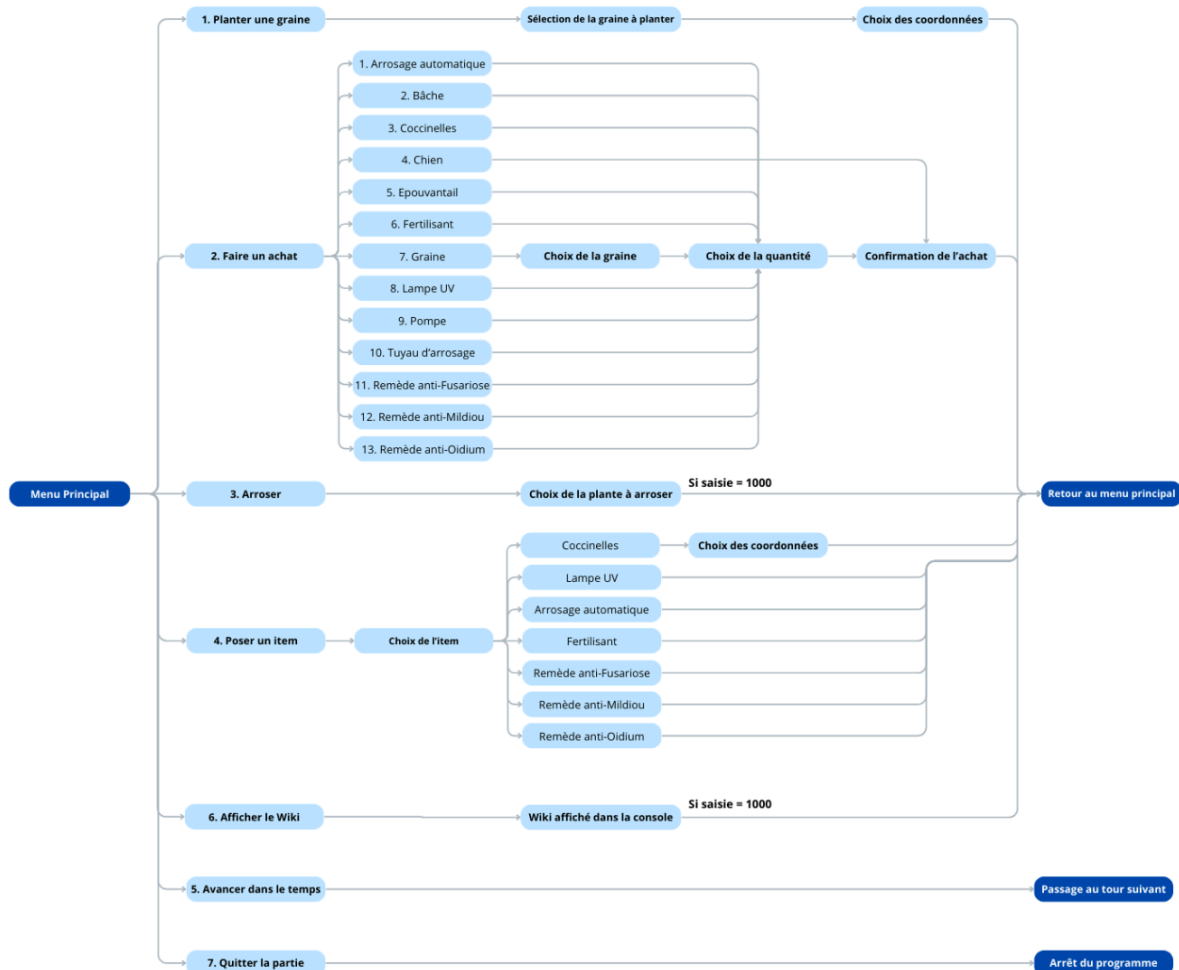 1. Planter une graine
Sélection de la graine à planter
Choix des coordonnées
1. Arrosage automatique
2. Bâche
3. Coccinelles
4. Chien
5. Epouvantail
6. Fertilisant
2. Faire un achat
7. Graine
Choix de la graine
Choix de la quantité
Confirmation de l'achat
8. Lampe UV
9. Pompe
10. Tuyau d'arrosage
11. Remède anti-Fusariose
12. Remède anti-Mildiou
13. Remède anti-Oidium
Menu Principal
3. Arroser
Choix de la plante à arroser
Si saisie = 1000
Retour au menu principal
Coccinelles
Choix des coordonnées
Lampe UV
Arrosage automatique
4. Poser un item
Choix de l'item
Fertilisant
Remède anti-Fusariose
Remède anti-Mildiou
Remède anti-Oidium
6. Afficher le Wiki
Wiki affiché dans la console
Si saisie = 1000
5. Avancer dans le temps
Passage au tour suivant
7. Quitter la partie
Arrêt du programme